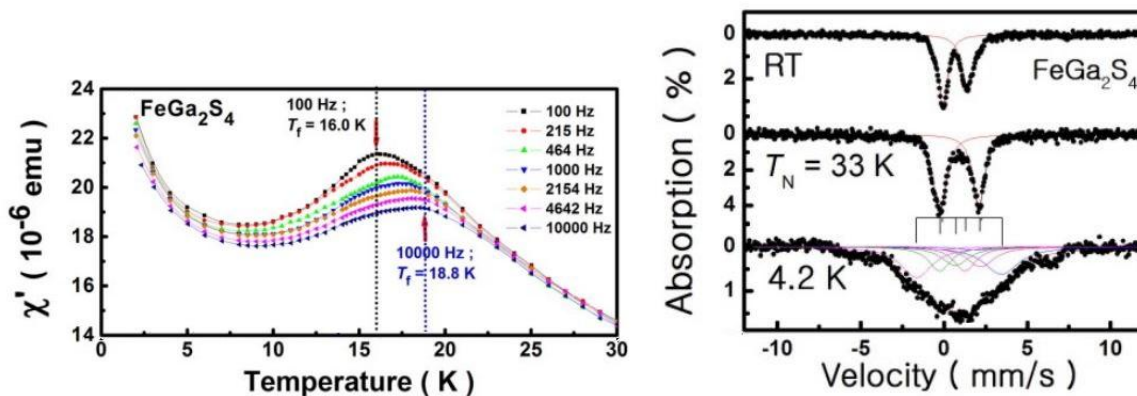 FeGa₂S₄
100 Hz ;
T_f = 16.0 K
10000 Hz ;
T_f = 18.8 K
100 Hz
215 Hz
464 Hz
1000 Hz
2154 Hz
4642 Hz
10000 Hz
χ' ( 10⁻⁶ emu )
24
22
20
18
16
14
0 5 10 15 20 25 30
Temperature ( K )
RT
FeGa₂S₄
T_N = 33 K
4.2 K
Absorption ( % )
0
2
0
2
4
0
1
-10 -5 0 5 10
Velocity ( mm/s )